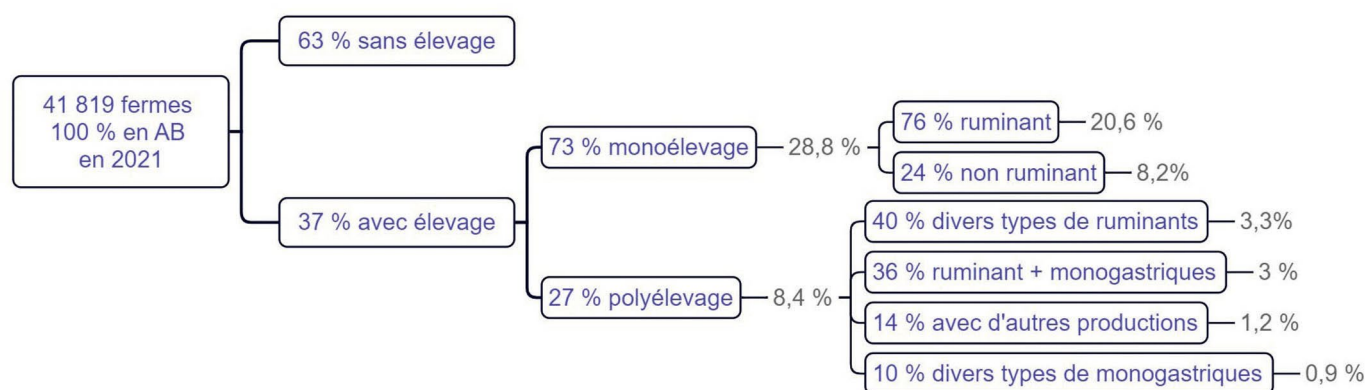 41 819 fermes
100 % en AB
en 2021
63 % sans élevage
37 % avec élevage
73 % monoélevage
28,8 %
76 % ruminant
20,6 %
24 % non ruminant
8,2%
27 % polyélevage
8,4 %
40 % divers types de ruminants
3,3%
36 % ruminant + monogastriques
3 %
14 % avec d'autres productions
1,2 %
10 % divers types de monogastriques
0,9 %